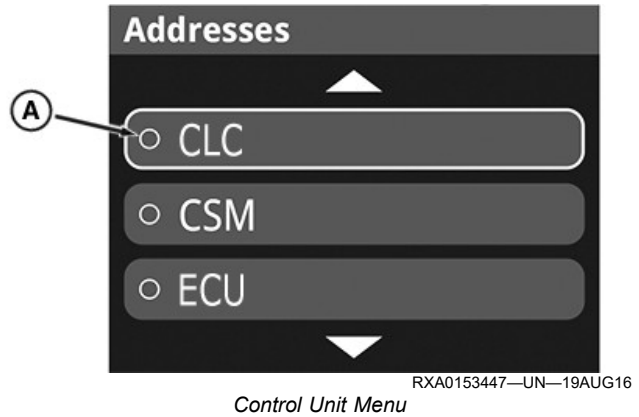 Addresses
A
CLC
CSM
ECU
RXA0153447—UN—19AUG16
Control Unit Menu